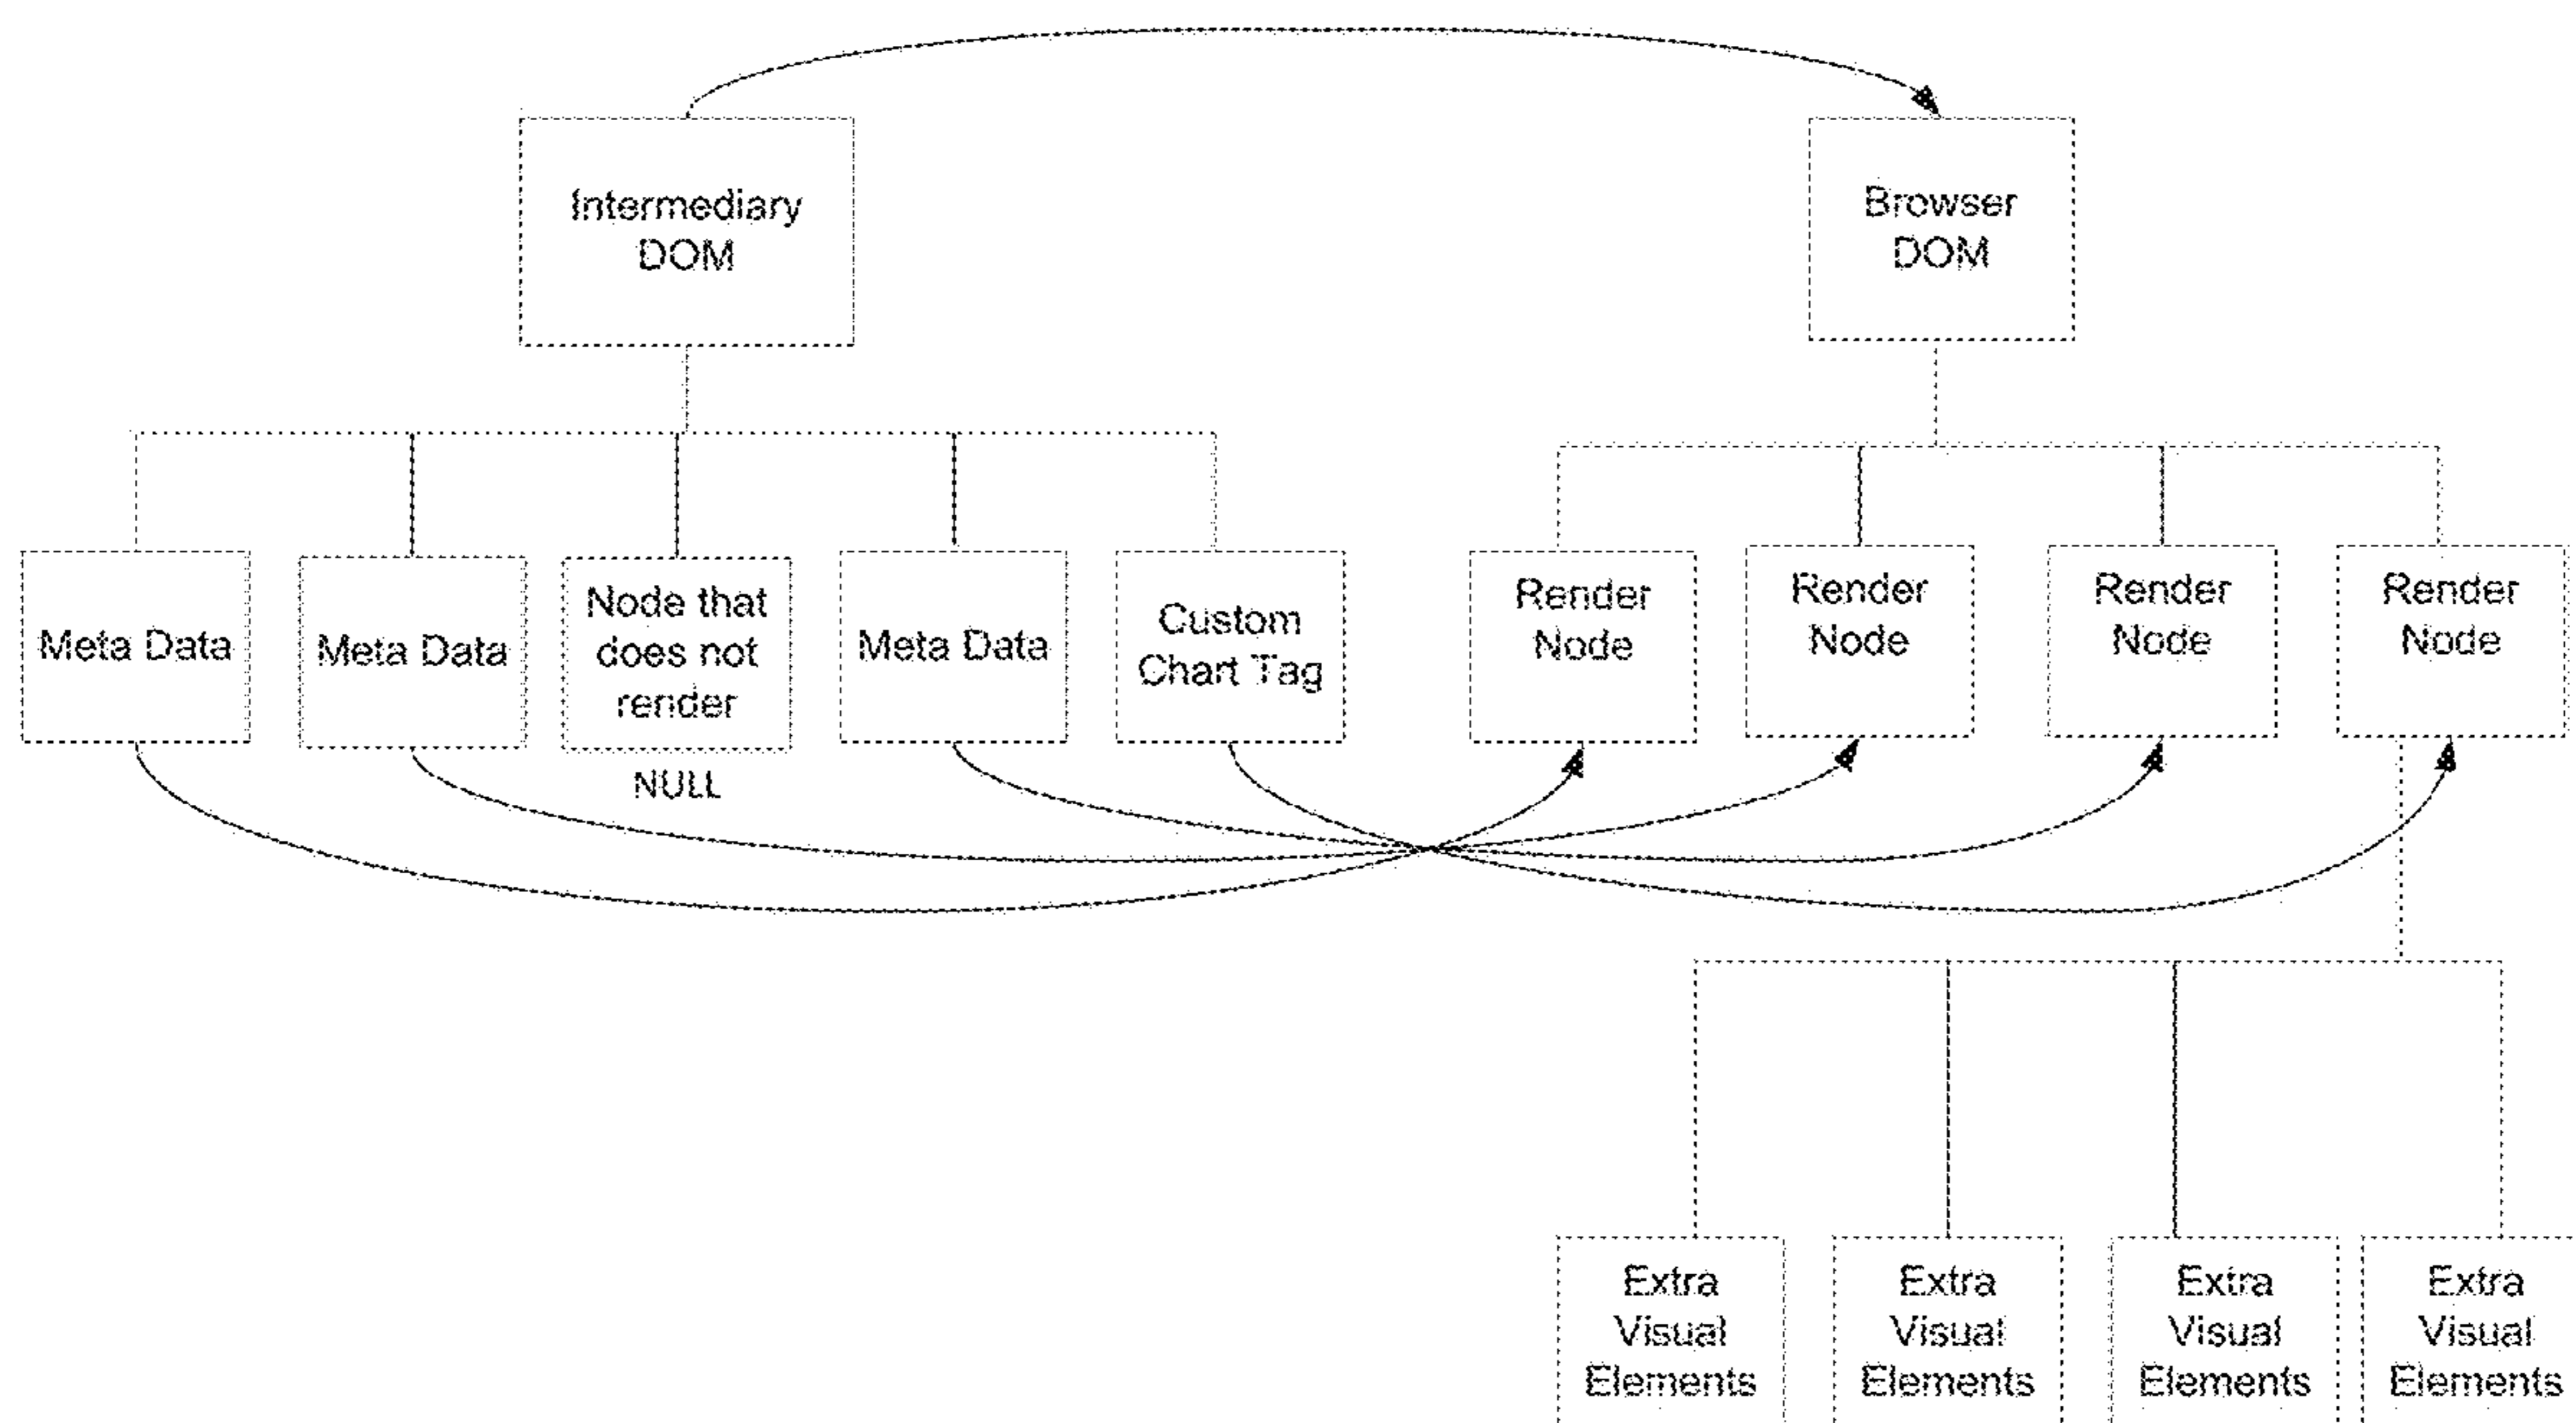 Intermediary
DOM
Browser
DOM
Meta Data
Meta Data
Node that
does not
render
NULL
Meta Data
Custom
Chart Tag
Render
Node
Render
Node
Render
Node
Render
Node
Extra
Visual
Elements
Extra
Visual
Elements
Extra
Visual
Elements
Extra
Visual
Elements